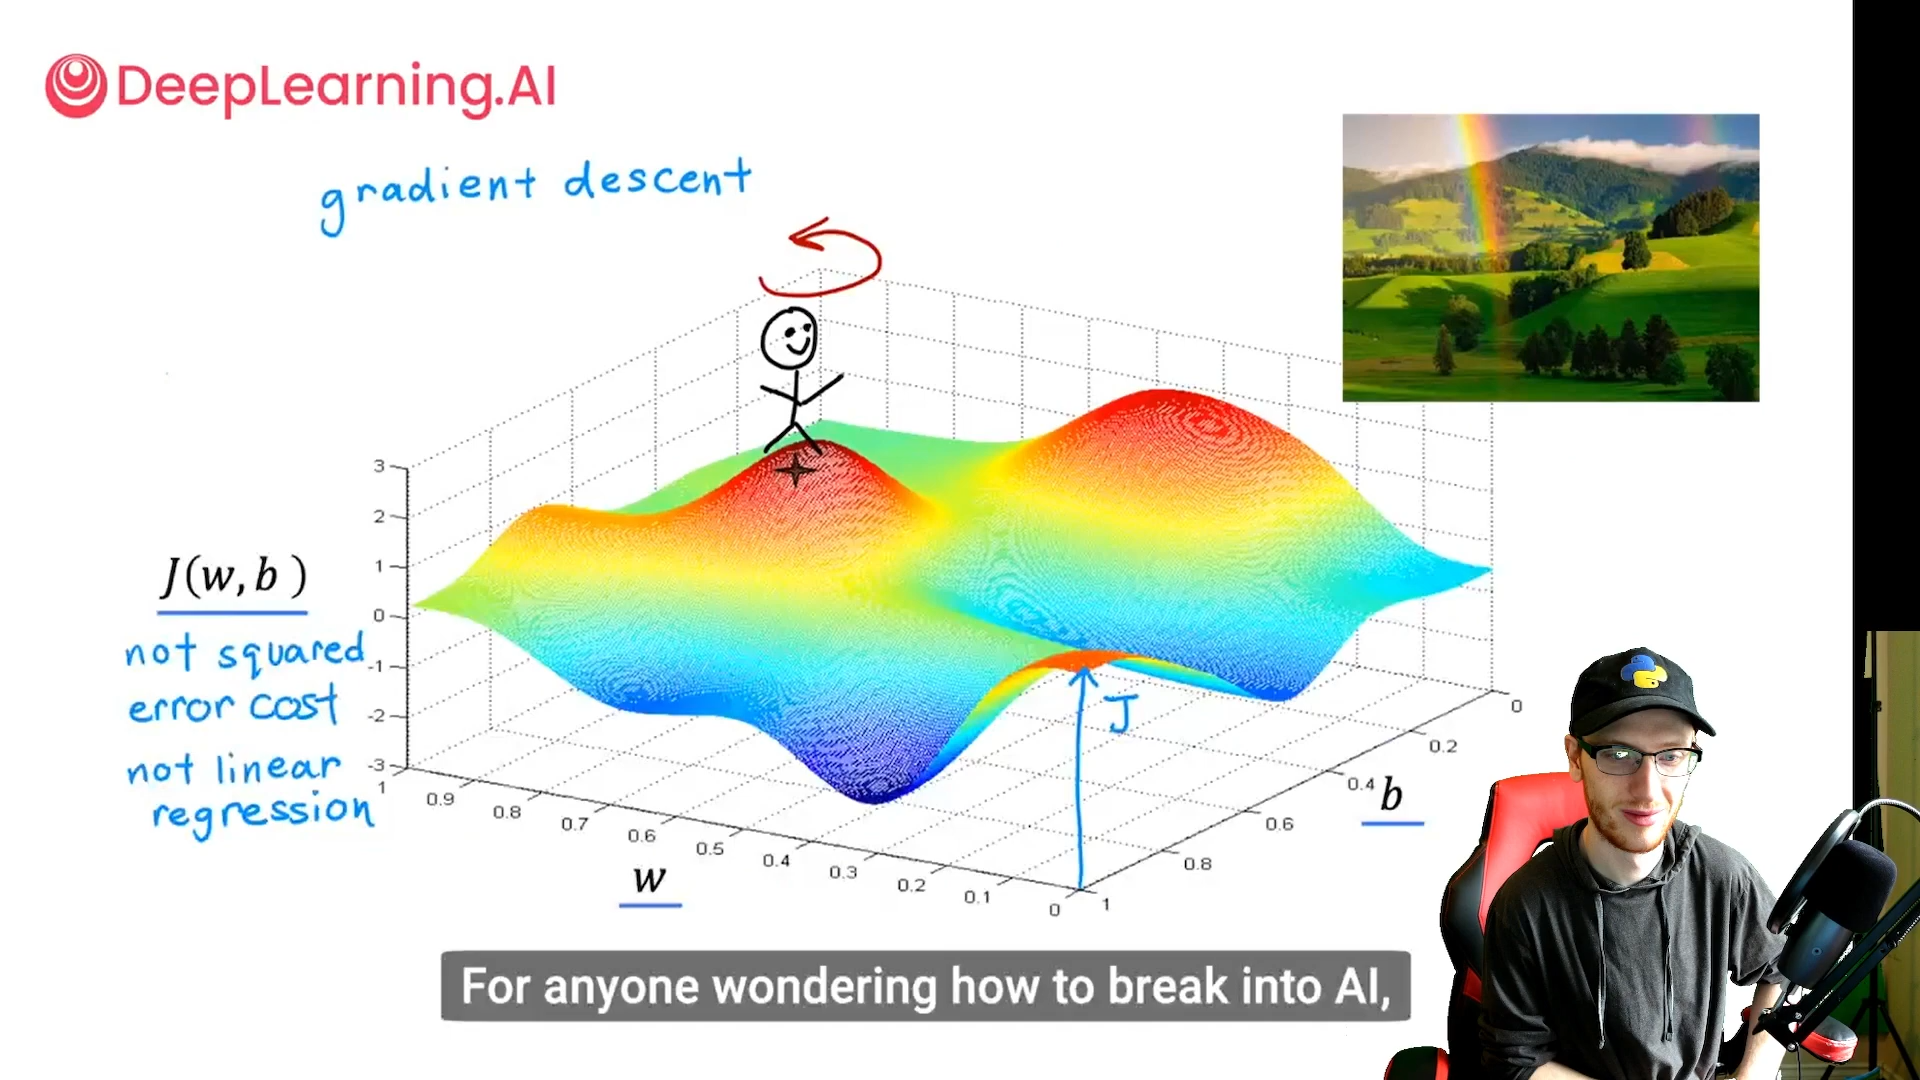 DeepLearning.AI
gradient descent
J(w, b )
not squared
error cost
not linear
regression
3
2
1
0
-1
-2
-3
1
0.9
0.8
0.7
0.6
0.5
0.4
0.3
0.2
0.1
0
w
0
0.2
0.4
0.6
0.8
1
b
J
For anyone wondering how to break into AI,